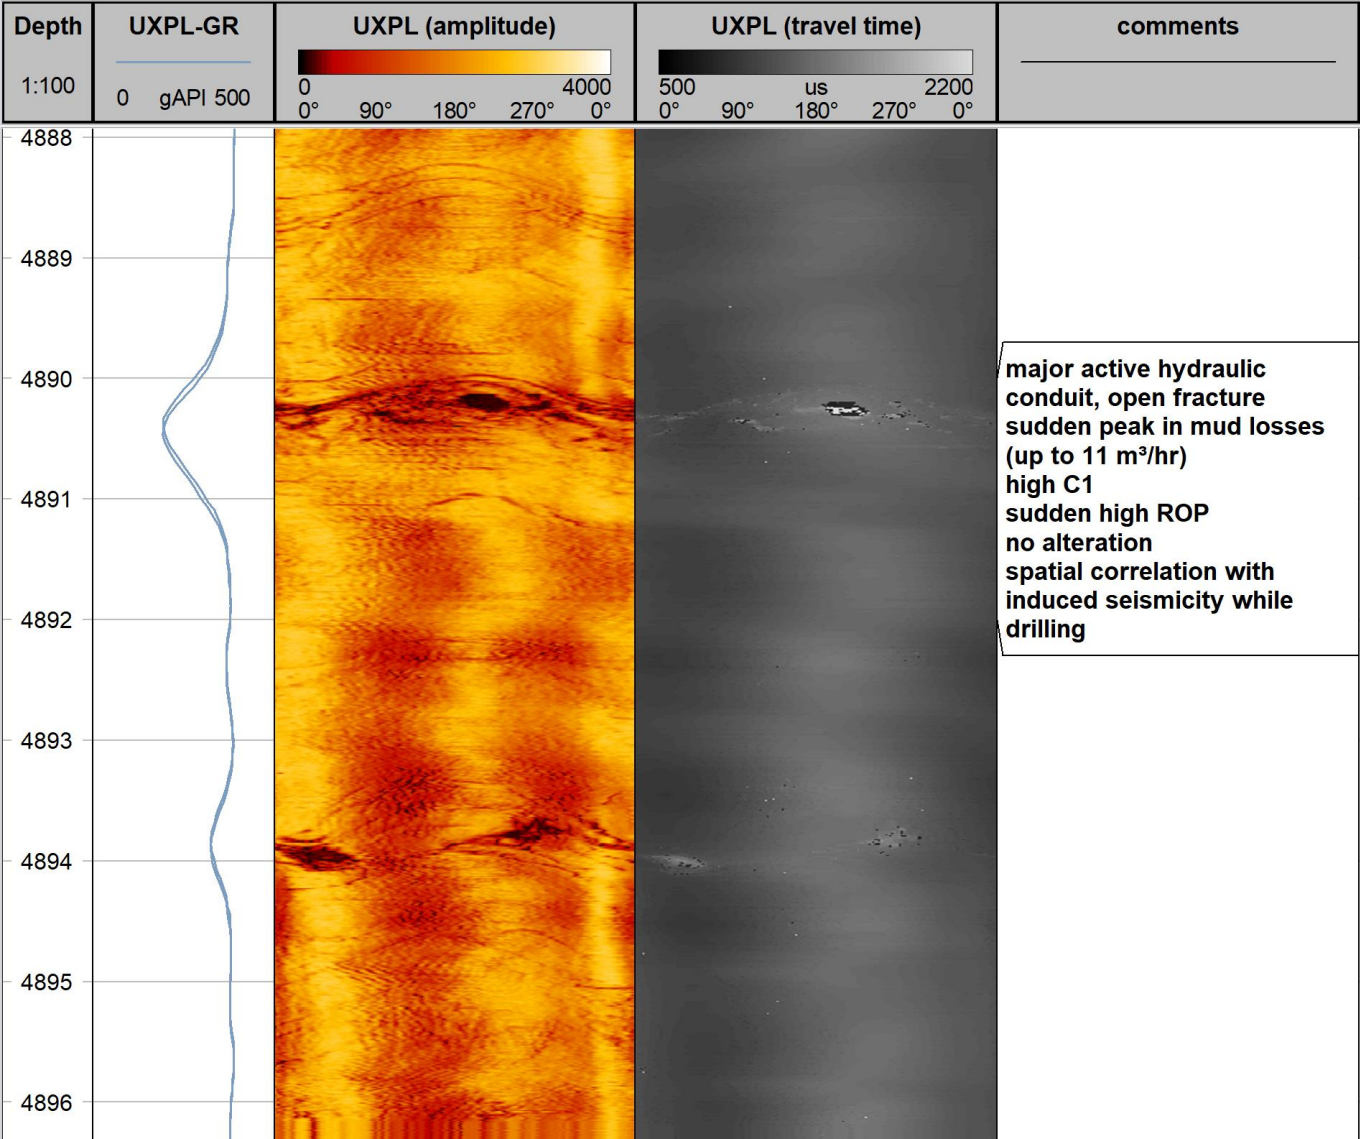 Depth
1:100
UXPL-GR
0 gAPI 500
UXPL (amplitude)
0 4000
0° 90° 180° 270° 0°
UXPL (travel time)
500 us 2200
0° 90° 180° 270° 0°
comments
4888
4889
4890
4891
4892
4893
4894
4895
4896
major active hydraulic
conduit, open fracture
sudden peak in mud losses
(up to 11 m³/hr)
high C1
sudden high ROP
no alteration
spatial correlation with
induced seismicity while
drilling